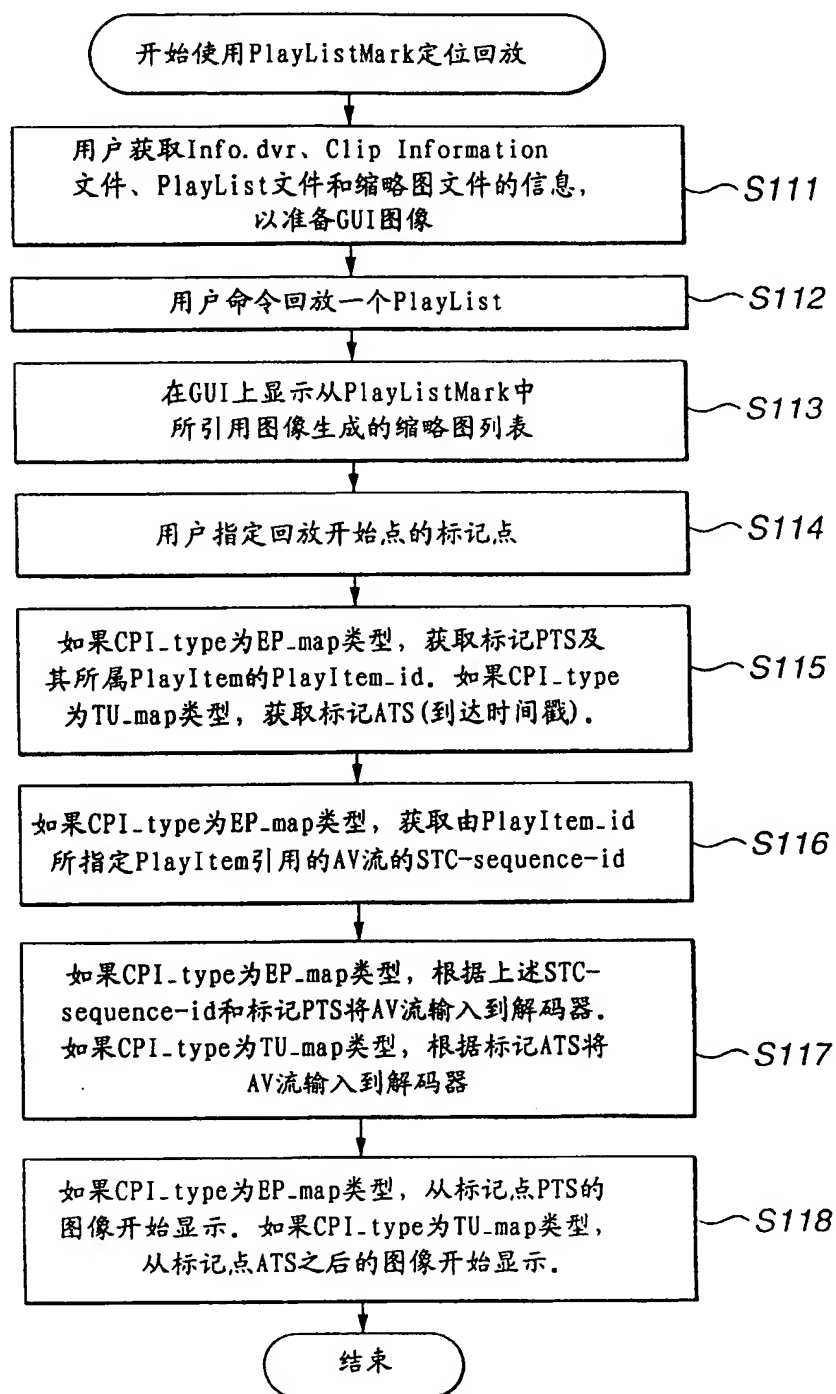 开始使用PlayListMark定位回放
用户获取Info.dvr、Clip Information
文件、PlayList文件和缩略图文件的信息，
以准备GUI图像
S111
用户命令回放一个PlayList
S112
在GUI上显示从PlayListMark中
所引用图像生成的缩略图列表
S113
用户指定回放开始点的标记点
S114
如果CPI_type为EP_map类型，获取标记PTS及
其所属PlayItem的PlayItem_id. 如果CPI_type
为TU_map类型，获取标记ATS(到达时间戳).
S115
如果CPI_type为EP_map类型，获取由PlayItem_id
所指定PlayItem引用的AV流的STC-sequence-id
S116
如果CPI_type为EP_map类型，根据上述STC-
sequence-id和标记PTS将AV流输入到解码器.
如果CPI_type为TU_map类型，根据标记ATS将
AV流输入到解码器
S117
如果CPI_type为EP_map类型，从标记点PTS的
图像开始显示. 如果CPI_type为TU_map类型，
从标记点ATS之后的图像开始显示.
S118
结束